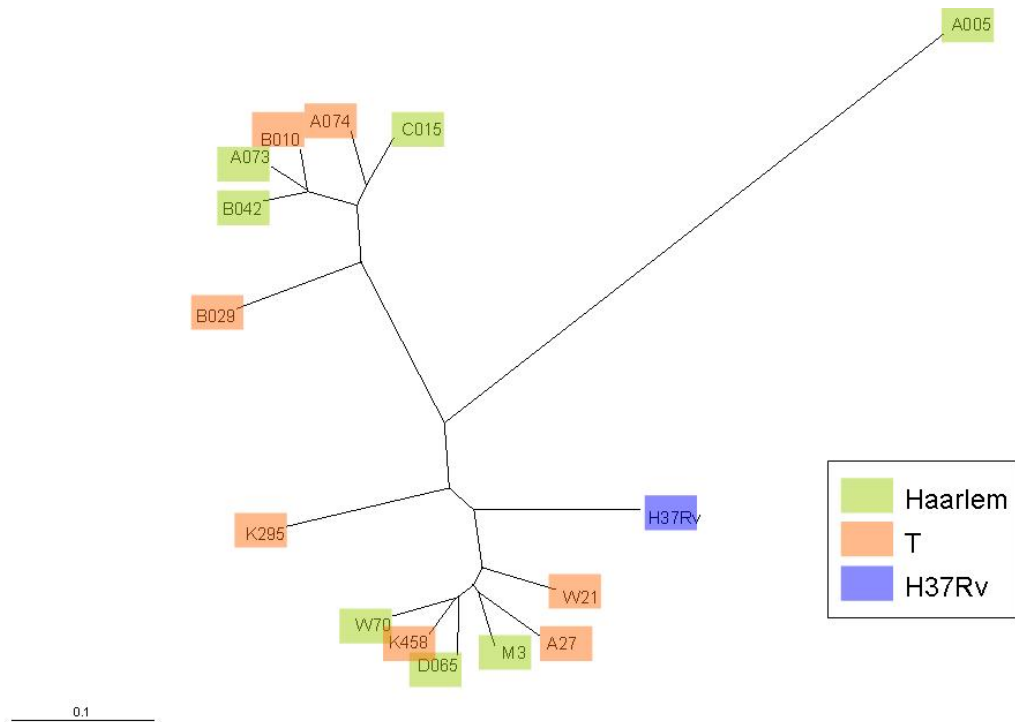 A005
A074
C015
B010
A073
B042
B029
H37Rv
K295
W21
W70
K458
A27
M3
D065
Haarlem
T
H37Rv
0.1